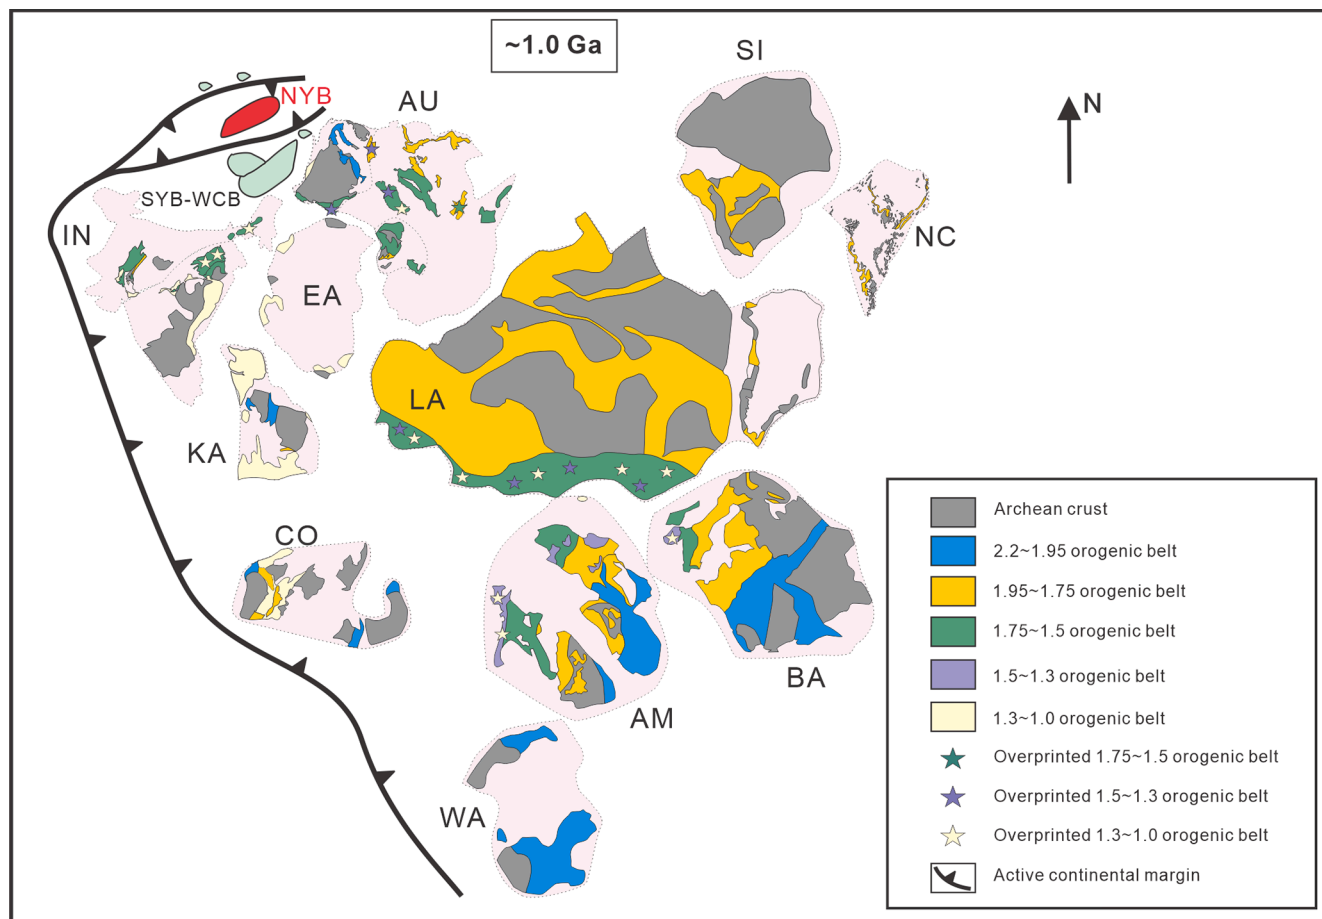 ~1.0 Ga
SI
N
NYB
AU
SYB-WCB
IN
NC
EA
LA
KA
CO
BA
AM
WA
Archean crust
2.2~1.95 orogenic belt
1.95~1.75 orogenic belt
1.75~1.5 orogenic belt
1.5~1.3 orogenic belt
1.3~1.0 orogenic belt
Overprinted 1.75~1.5 orogenic belt
Overprinted 1.5~1.3 orogenic belt
Overprinted 1.3~1.0 orogenic belt
Active continental margin